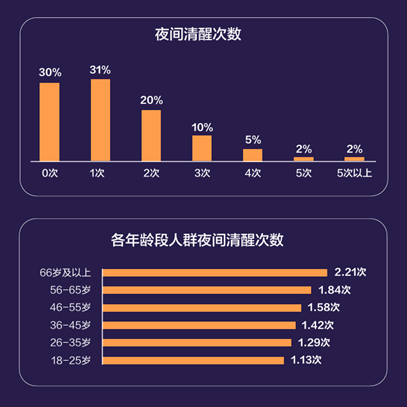 夜间清醒次数
30% 31% 20% 10% 5% 2% 2%
0次 1次 2次 3次 4次 5次 5次以上
各年龄段人群夜间清醒次数
66岁及以上 2.21次
56-65岁 1.84次
46-55岁 1.58次
36-45岁 1.42次
26-35岁 1.29次
18-25岁 1.13次